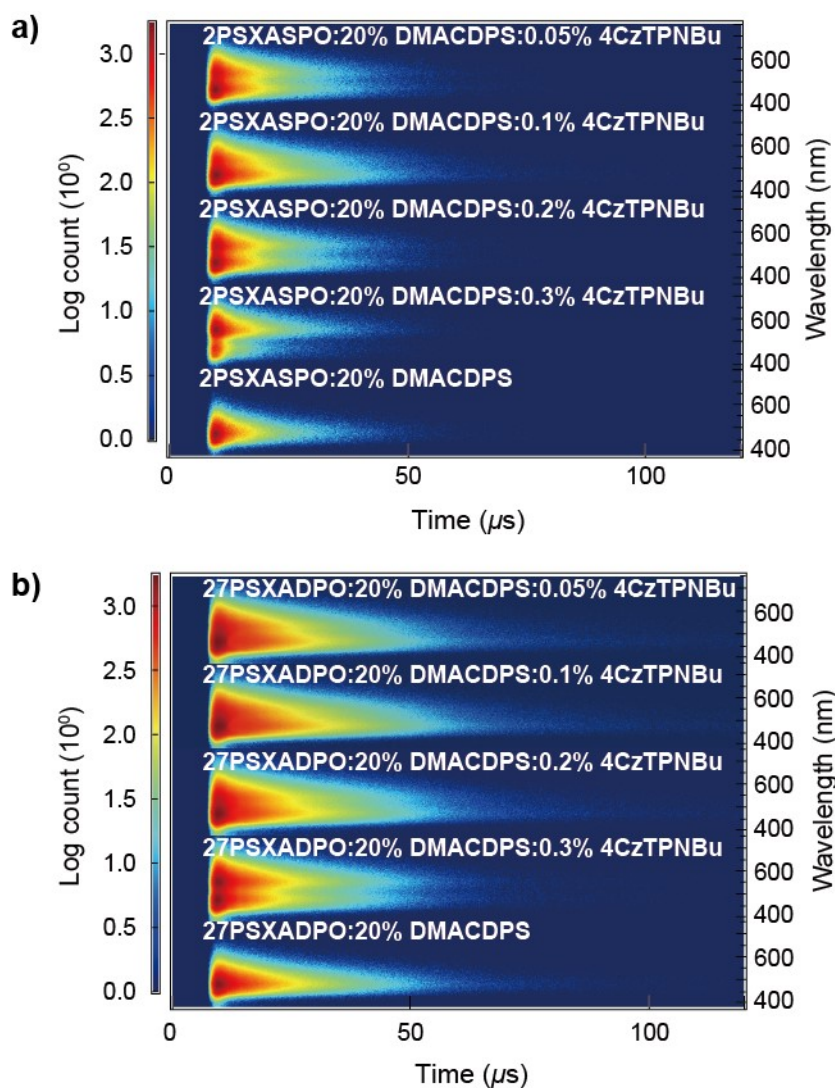 a)
Log count (10⁰)
3.0
2.5
2.0
1.5
1.0
0.5
0.0
2PSXASPO:20% DMACDPS:0.05% 4CzTPNBu
2PSXASPO:20% DMACDPS:0.1% 4CzTPNBu
2PSXASPO:20% DMACDPS:0.2% 4CzTPNBu
2PSXASPO:20% DMACDPS:0.3% 4CzTPNBu
2PSXASPO:20% DMACDPS
600
400
600
400
600
400
600
400
600
400
Wavelength (nm)
0 50 100
Time (µs)
b)
Log count (10⁰)
3.0
2.5
2.0
1.5
1.0
0.5
0.0
27PSXADPO:20% DMACDPS:0.05% 4CzTPNBu
27PSXADPO:20% DMACDPS:0.1% 4CzTPNBu
27PSXADPO:20% DMACDPS:0.2% 4CzTPNBu
27PSXADPO:20% DMACDPS:0.3% 4CzTPNBu
27PSXADPO:20% DMACDPS
600
400
600
400
600
400
600
400
600
400
Wavelength (nm)
0 50 100
Time (µs)